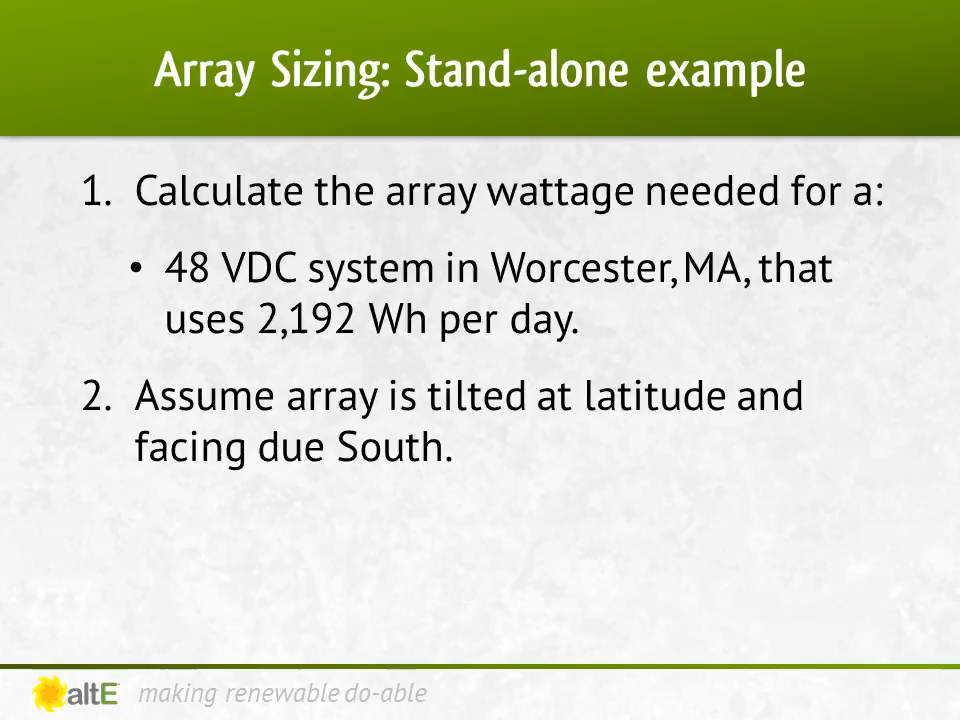 Array Sizing: Stand-alone example
1. Calculate the array wattage needed for a:
• 48 VDC system in Worcester, MA, that
uses 2,192 Wh per day.
2. Assume array is tilted at latitude and
facing due South.
altE making renewable do-able